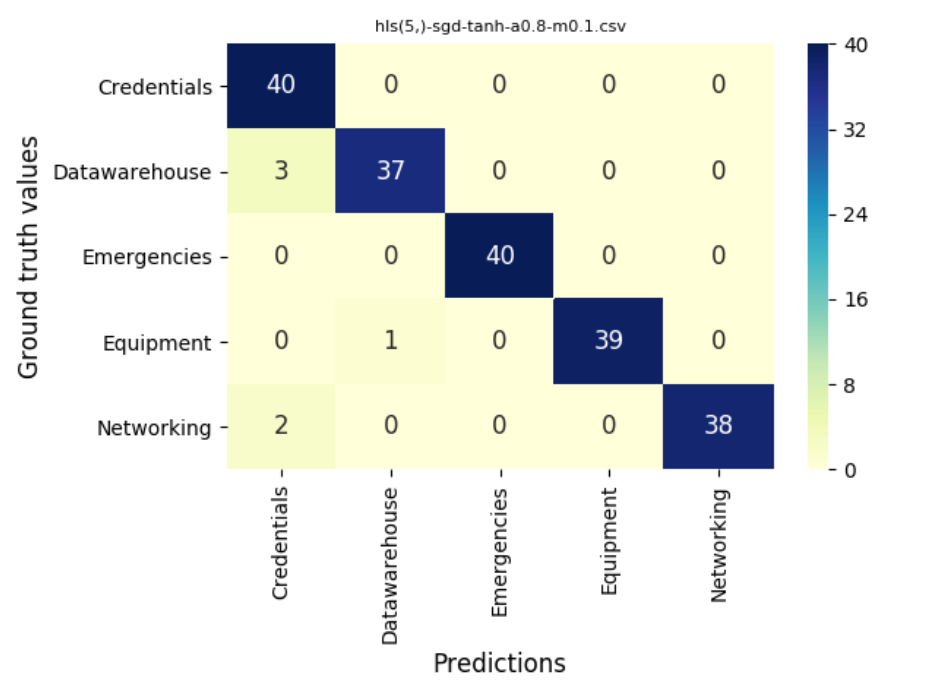 hls(5,)-sgd-tanh-a0.8-m0.1.csv
Ground truth values
Credentials 40 0 0 0 0
Datawarehouse 3 37 0 0 0
Emergencies 0 0 40 0 0
Equipment 0 1 0 39 0
Networking 2 0 0 0 38
Credentials
Datawarehouse
Emergencies
Equipment
Networking
Predictions
40
32
24
16
8
0